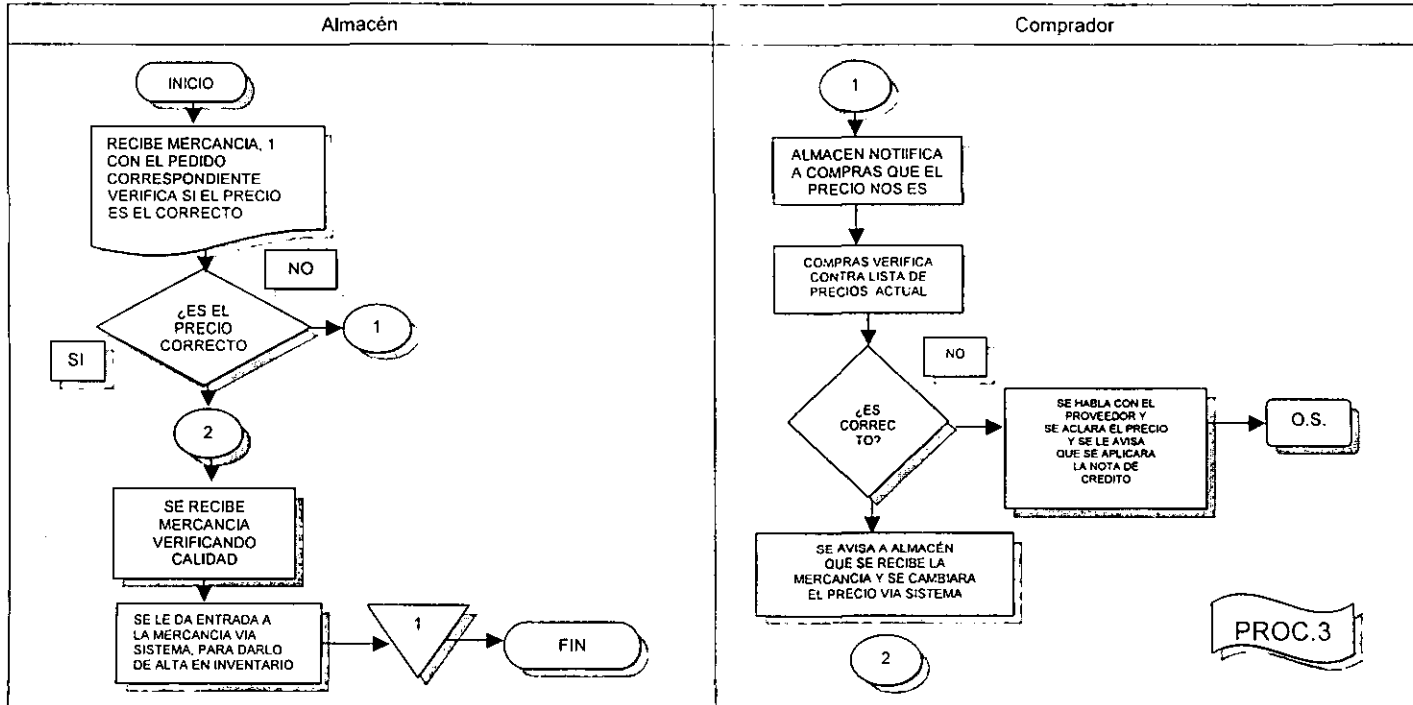 Almacén
INICIO
RECIBE MERCANCIA, 1
CON EL PEDIDO
CORRESPONDIENTE
VERIFICA SI EL PRECIO
ES EL CORRECTO
NO
¿ES EL
PRECIO
CORRECTO
1
SI
2
SE RECIBE
MERCANCIA
VERIFICANDO
CALIDAD
SE LE DA ENTRADA A
LA MERCANCIA VIA
SISTEMA, PARA DARLO
DE ALTA EN INVENTARIO
1
FIN
Comprador
1
ALMACEN NOTIIFICA
A COMPRAS QUE EL
PRECIO NOS ES
COMPRAS VERIFICA
CONTRA LISTA DE
PRECIOS ACTUAL
NO
¿ES
CORREC
TO?
SE HABLA CON EL
PROVEEDOR Y
SE ACLARA EL PRECIO
Y SE LE AVISA
QUE SE APLICARA
LA NOTA DE
CREDITO
O.S.
SE AVISA A ALMACÉN
QUE SE RECIBE LA
MERCANCIA Y SE CAMBIARA
EL PRECIO VIA SISTEMA
2
PROC.3